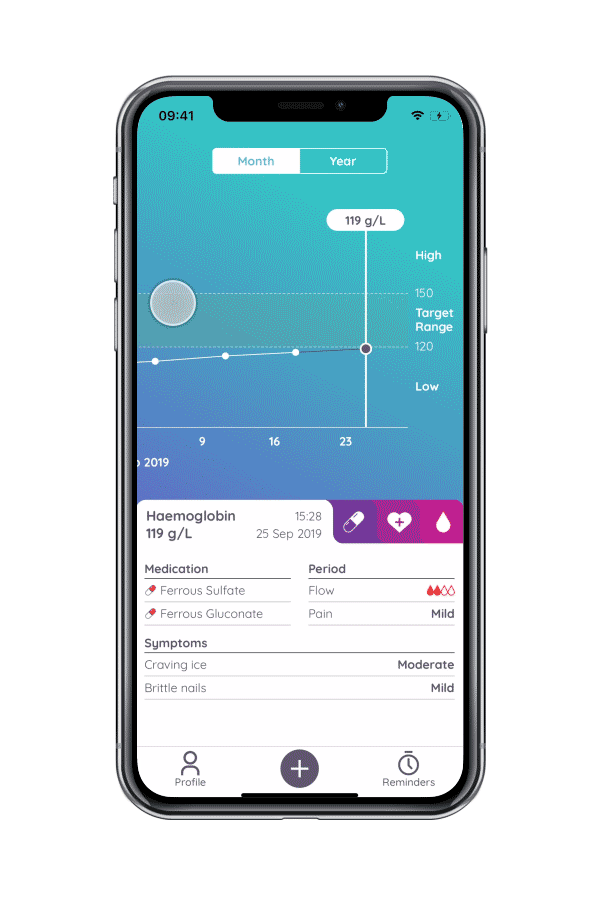 09:41
Month Year
119 g/L
High
150
Target
Range
120
Low
9 16 23
2019
Haemoglobin 15:28
119 g/L 25 Sep 2019
Medication Period
Ferrous Sulfate Flow
Ferrous Gluconate Pain Mild
Symptoms
Craving ice Moderate
Brittle nails Mild
Profile Reminders